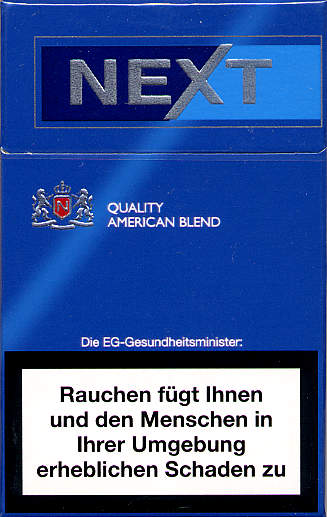 NEXT
N
QUALITY
AMERICAN BLEND
Die EG-Gesundheitsminister:
Rauchen fügt Ihnen
und den Menschen in
Ihrer Umgebung
erheblichen Schaden zu